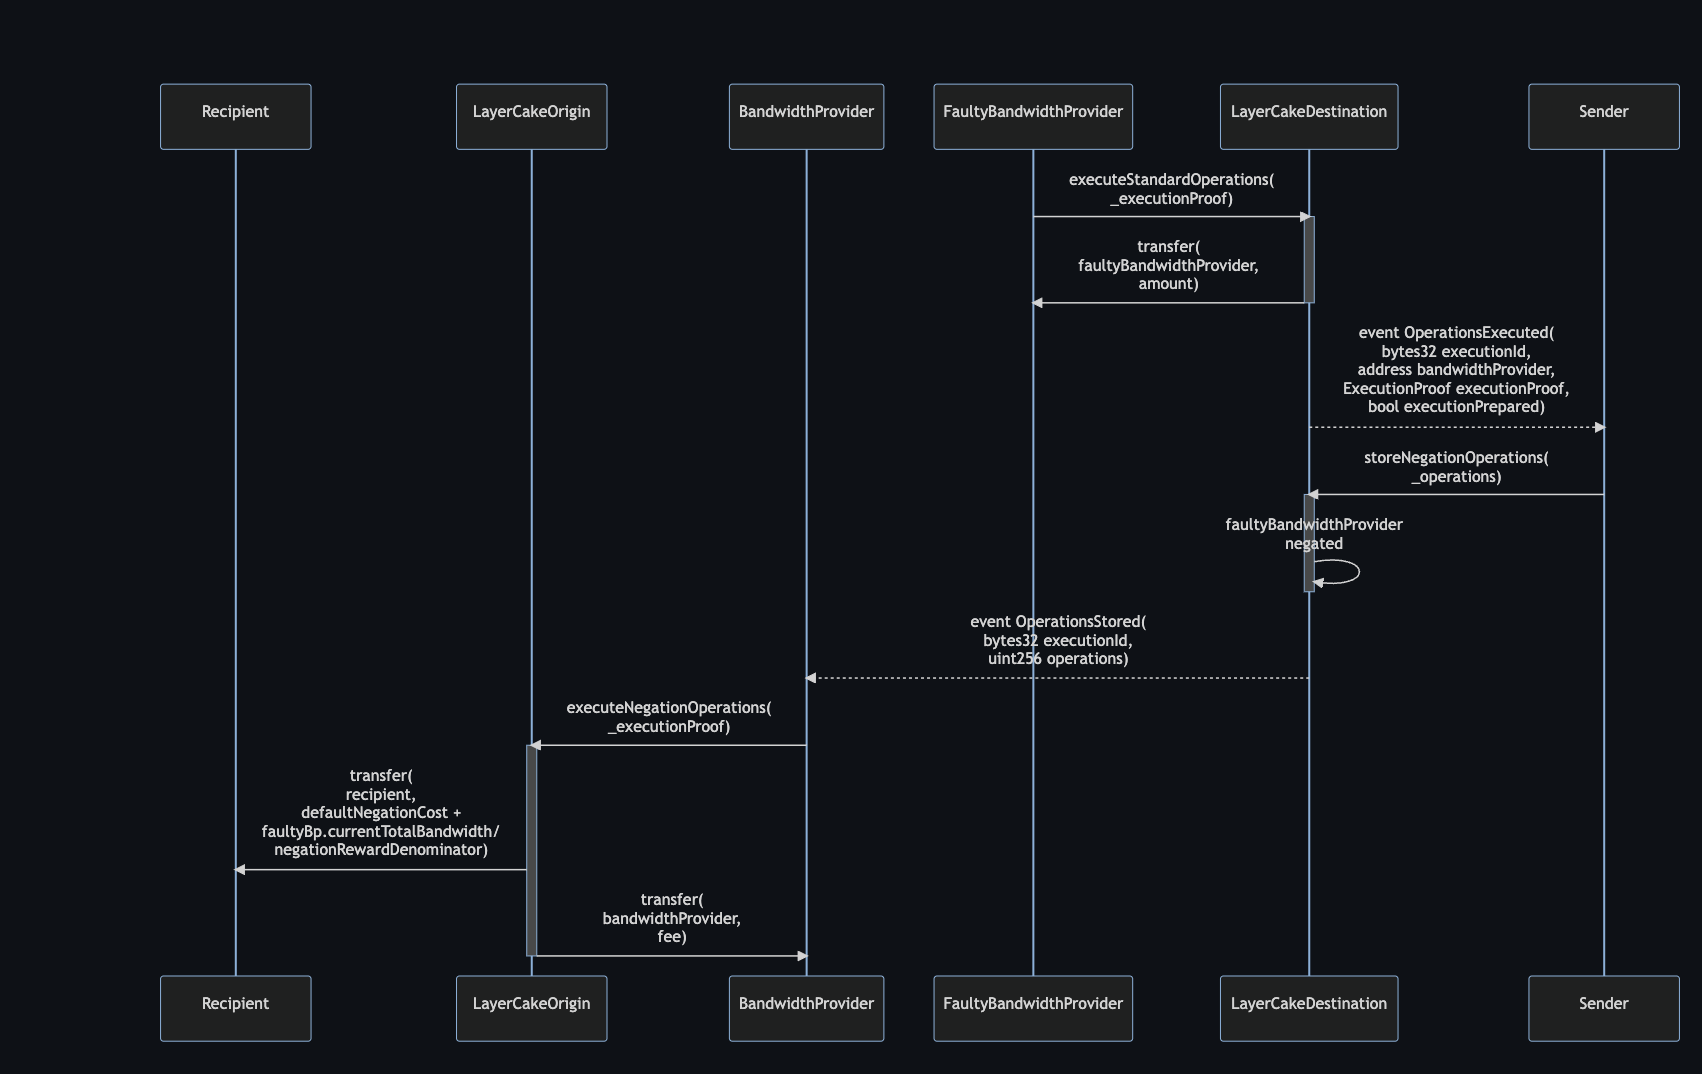 Recipient
LayerCakeOrigin
BandwidthProvider
FaultyBandwidthProvider
LayerCakeDestination
Sender
executeStandardOperations(
_executionProof)
transfer(
faultyBandwidthProvider,
amount)
event OperationsExecuted(
bytes32 executionId,
address bandwidthProvider,
ExecutionProof executionProof,
bool executionPrepared)
storeNegationOperations(
_operations)
faultyBandwidthProvider
negated
event OperationsStored(
bytes32 executionId,
uint256 operations)
executeNegationOperations(
_executionProof)
transfer(
recipient,
defaultNegationCost +
faultyBp.currentTotalBandwidth/
negationRewardDenominator)
transfer(
bandwidthProvider,
fee)
Recipient
LayerCakeOrigin
BandwidthProvider
FaultyBandwidthProvider
LayerCakeDestination
Sender